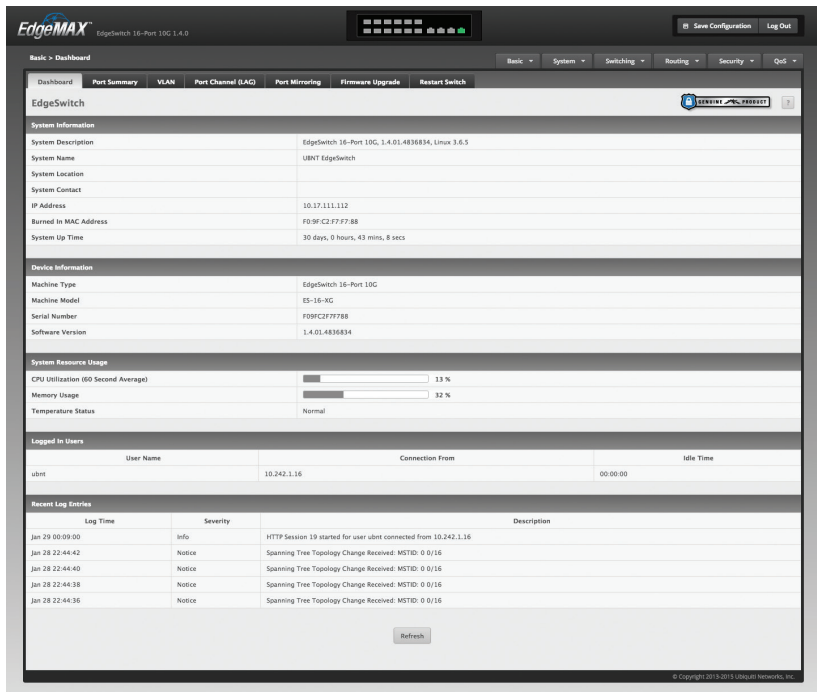 EdgeMAX™ EdgeSwitch 16-Port 10G 1.4.0
Save Configuration Log Out
Basic > Dashboard
Basic System Switching Routing Security QoS
Dashboard Port Summary VLAN Port Channel (LAG) Port Mirroring Firmware Upgrade Restart Switch
EdgeSwitch GENUINE PRODUCT ?
System Information
System Description EdgeSwitch 16-Port 10G, 1.4.01.4836834, Linux 3.6.5
System Name UBNT EdgeSwitch
System Location
System Contact
IP Address 10.17.111.112
Burned In MAC Address F0:9F:C2:F7:F7:88
System Up Time 30 days, 0 hours, 43 mins, 8 secs
Device Information
Machine Type EdgeSwitch 16-Port 10G
Machine Model ES-16-XG
Serial Number F09FC2F7F788
Software Version 1.4.01.4836834
System Resource Usage
CPU Utilization (60 Second Average) 13 %
Memory Usage 32 %
Temperature Status Normal
Logged In Users
User Name Connection From Idle Time
ubnt 10.242.1.16 00:00:00
Recent Log Entries
Log Time Severity Description
Jan 29 00:09:00 Info HTTP Session 19 started for user ubnt connected from 10.242.1.16
Jan 28 22:44:42 Notice Spanning Tree Topology Change Received: MSTID: 0 0/16
Jan 28 22:44:40 Notice Spanning Tree Topology Change Received: MSTID: 0 0/16
Jan 28 22:44:38 Notice Spanning Tree Topology Change Received: MSTID: 0 0/16
Jan 28 22:44:36 Notice Spanning Tree Topology Change Received: MSTID: 0 0/16
Refresh
© Copyright 2013-2015 Ubiquiti Networks, Inc.